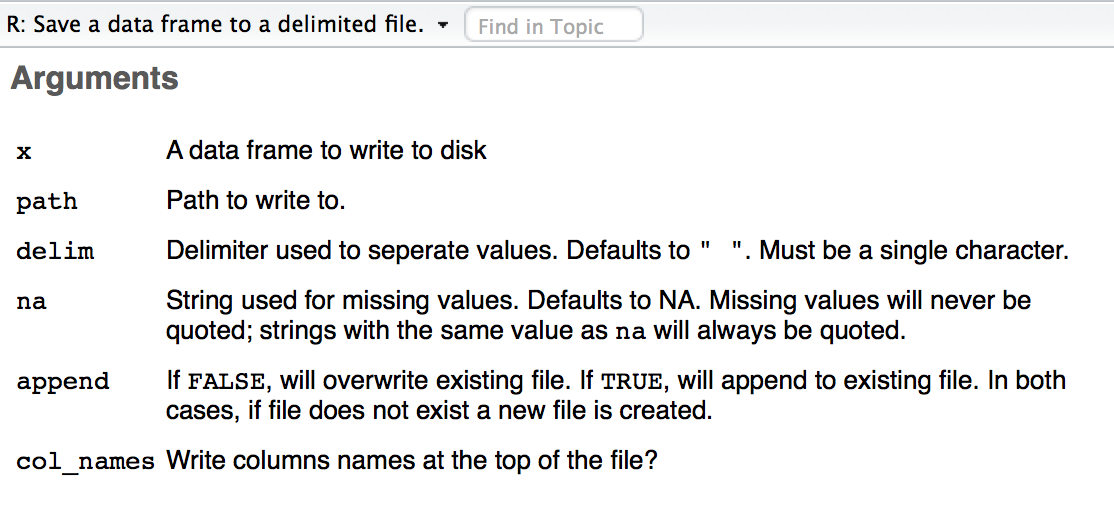 R: Save a data frame to a delimited file.
Find in Topic
Arguments
x A data frame to write to disk
path Path to write to.
delim Delimiter used to seperate values. Defaults to " ". Must be a single character.
na String used for missing values. Defaults to NA. Missing values will never be
quoted; strings with the same value as na will always be quoted.
append If FALSE, will overwrite existing file. If TRUE, will append to existing file. In both
cases, if file does not exist a new file is created.
col_names Write columns names at the top of the file?